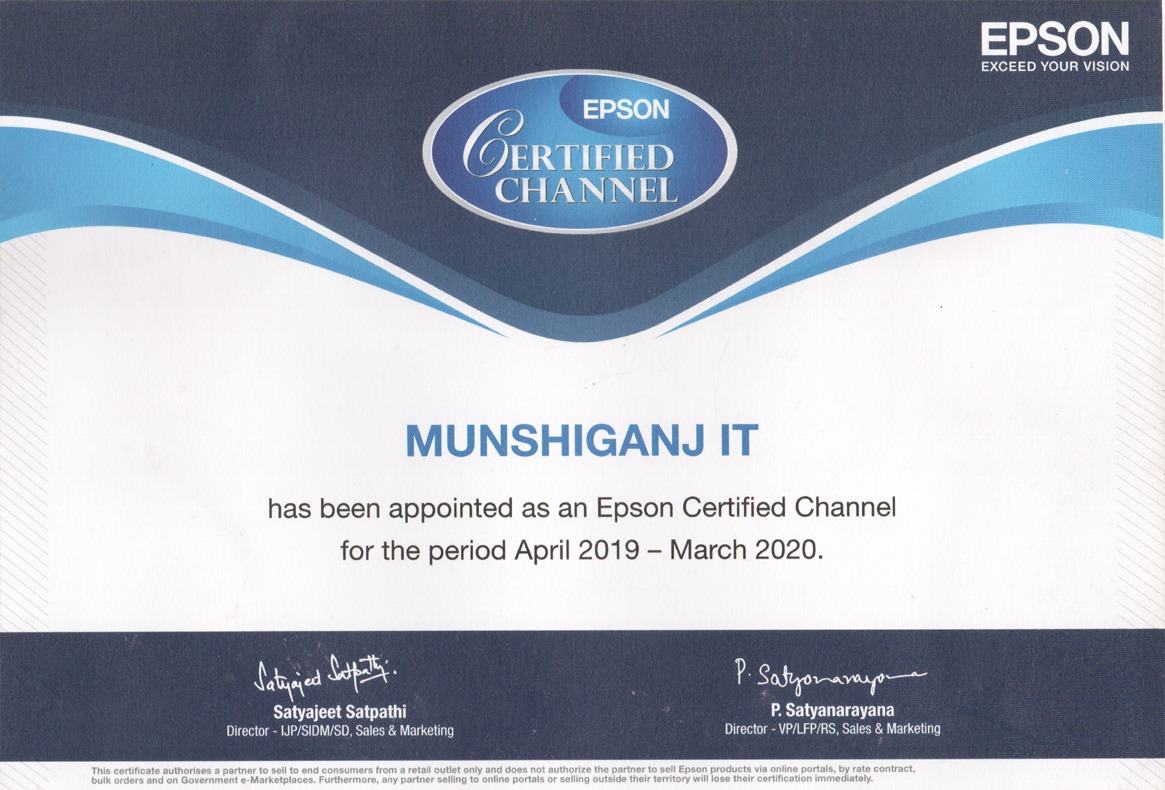 EPSON
EXCEED YOUR VISION
EPSON
CERTIFIED
CHANNEL
MUNSHIGANJ IT
has been appointed as an Epson Certified Channel
for the period April 2019 – March 2020.
Satyajeet Satpathy
P. Satyanarayana
Satyajeet Satpathi
P. Satyanarayana
Director - IJP/SIDM/SD, Sales & Marketing
Director - VP/LFP/RS, Sales & Marketing
This certificate authorises a partner to sell to end consumers from a retail outlet only and does not authorize the partner to sell Epson products via online portals, by rate contract,
bulk orders and on Government e-Marketplaces. Furthermore, any partner selling to online portals or selling outside their territory will lose their certification immediately.